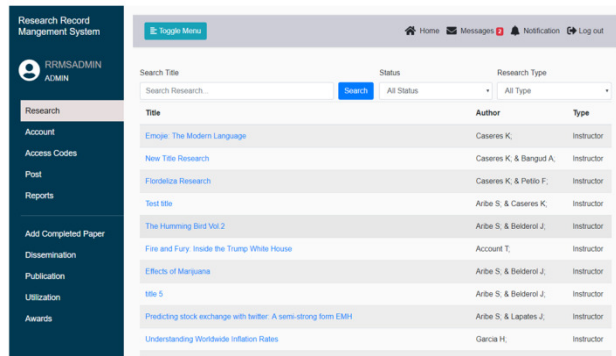 Research Record
Mangement System
Toggle Menu
Home Messages 2 Notification Log out
RRMSADMIN
ADMIN
Research
Account
Access Codes
Post
Reports
Add Completed Paper
Dissemination
Publication
Utilization
Awards
Search Title Status Research Type
Search Research... Search All Status All Type
Title Author Type
Emojie: The Modern Language Caseres K; Instructor
New Title Research Caseres K; & Bangud A; Instructor
Flordeliza Research Caseres K; & Petilo F; Instructor
Test title Aribe S; & Caseres K; Instructor
The Humming Bird Vol.2 Aribe S; & Belderol J; Instructor
Fire and Fury: Inside the Trump White House Account T; Instructor
Effects of Marijuana Aribe S; & Belderol J; Instructor
title 5 Aribe S; & Belderol J; Instructor
Predicting stock exchange with twitter: A semi-strong form EMH Aribe S; & Lapates J; Instructor
Understanding Worldwide Inflation Rates Garcia H; Instructor